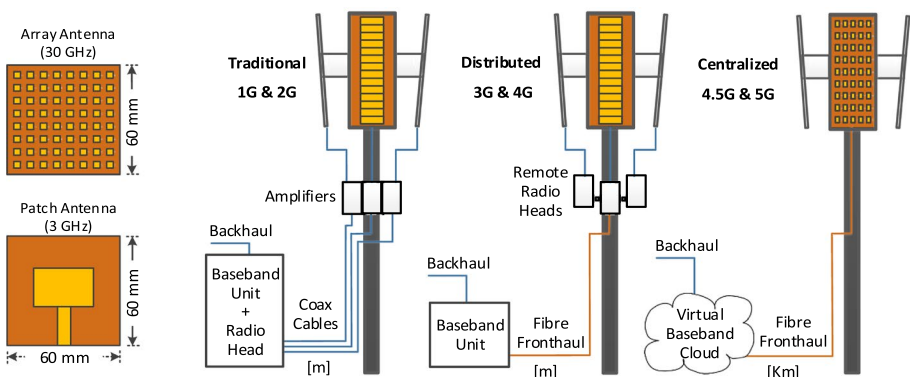 Array Antenna
(30 GHz)
60 mm
Patch Antenna
(3 GHz)
60 mm
60 mm
Traditional
1G & 2G
Amplifiers
Backhaul
Baseband
Unit
+
Radio
Head
Coax
Cables
[m]
Distributed
3G & 4G
Remote
Radio
Heads
Backhaul
Baseband
Unit
Fibre
Fronthaul
[m]
Centralized
4.5G & 5G
Backhaul
Virtual
Baseband
Cloud
Fibre
Fronthaul
[Km]